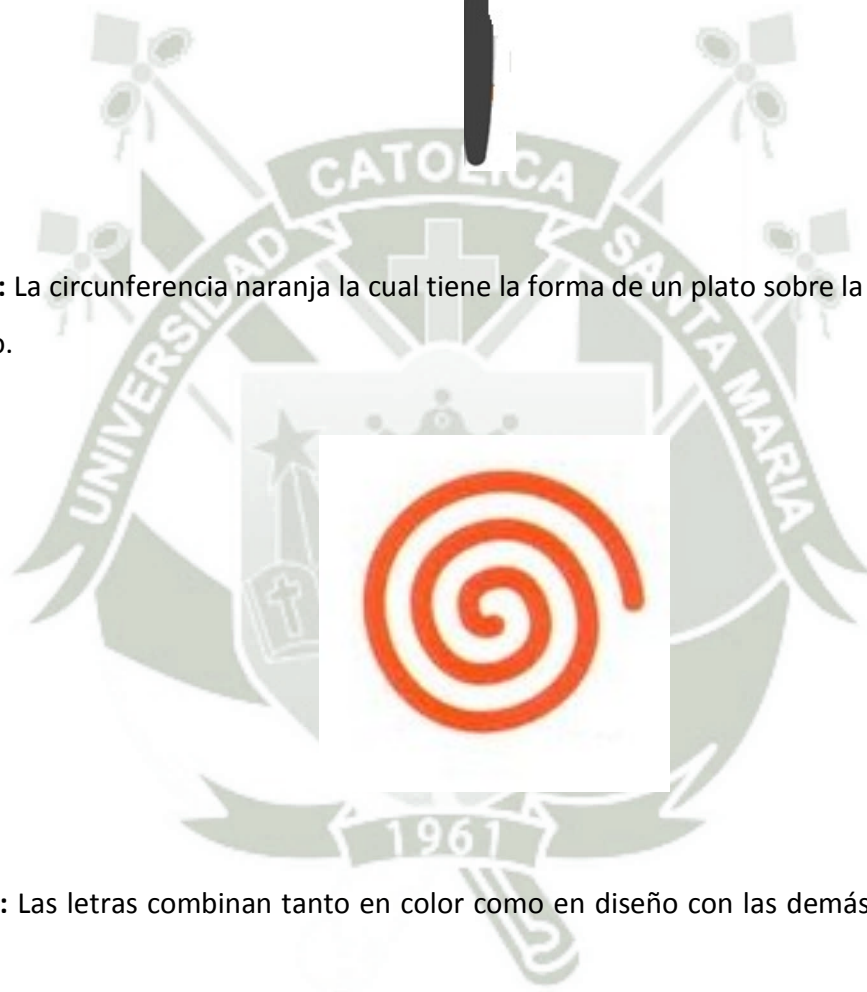 CATOLICA
UNIVERSIDAD
SANTA MARIA
: La circunferencia naranja la cual tiene la forma de un plato sobre la
o.
1961
: Las letras combinan tanto en color como en diseño con las demás